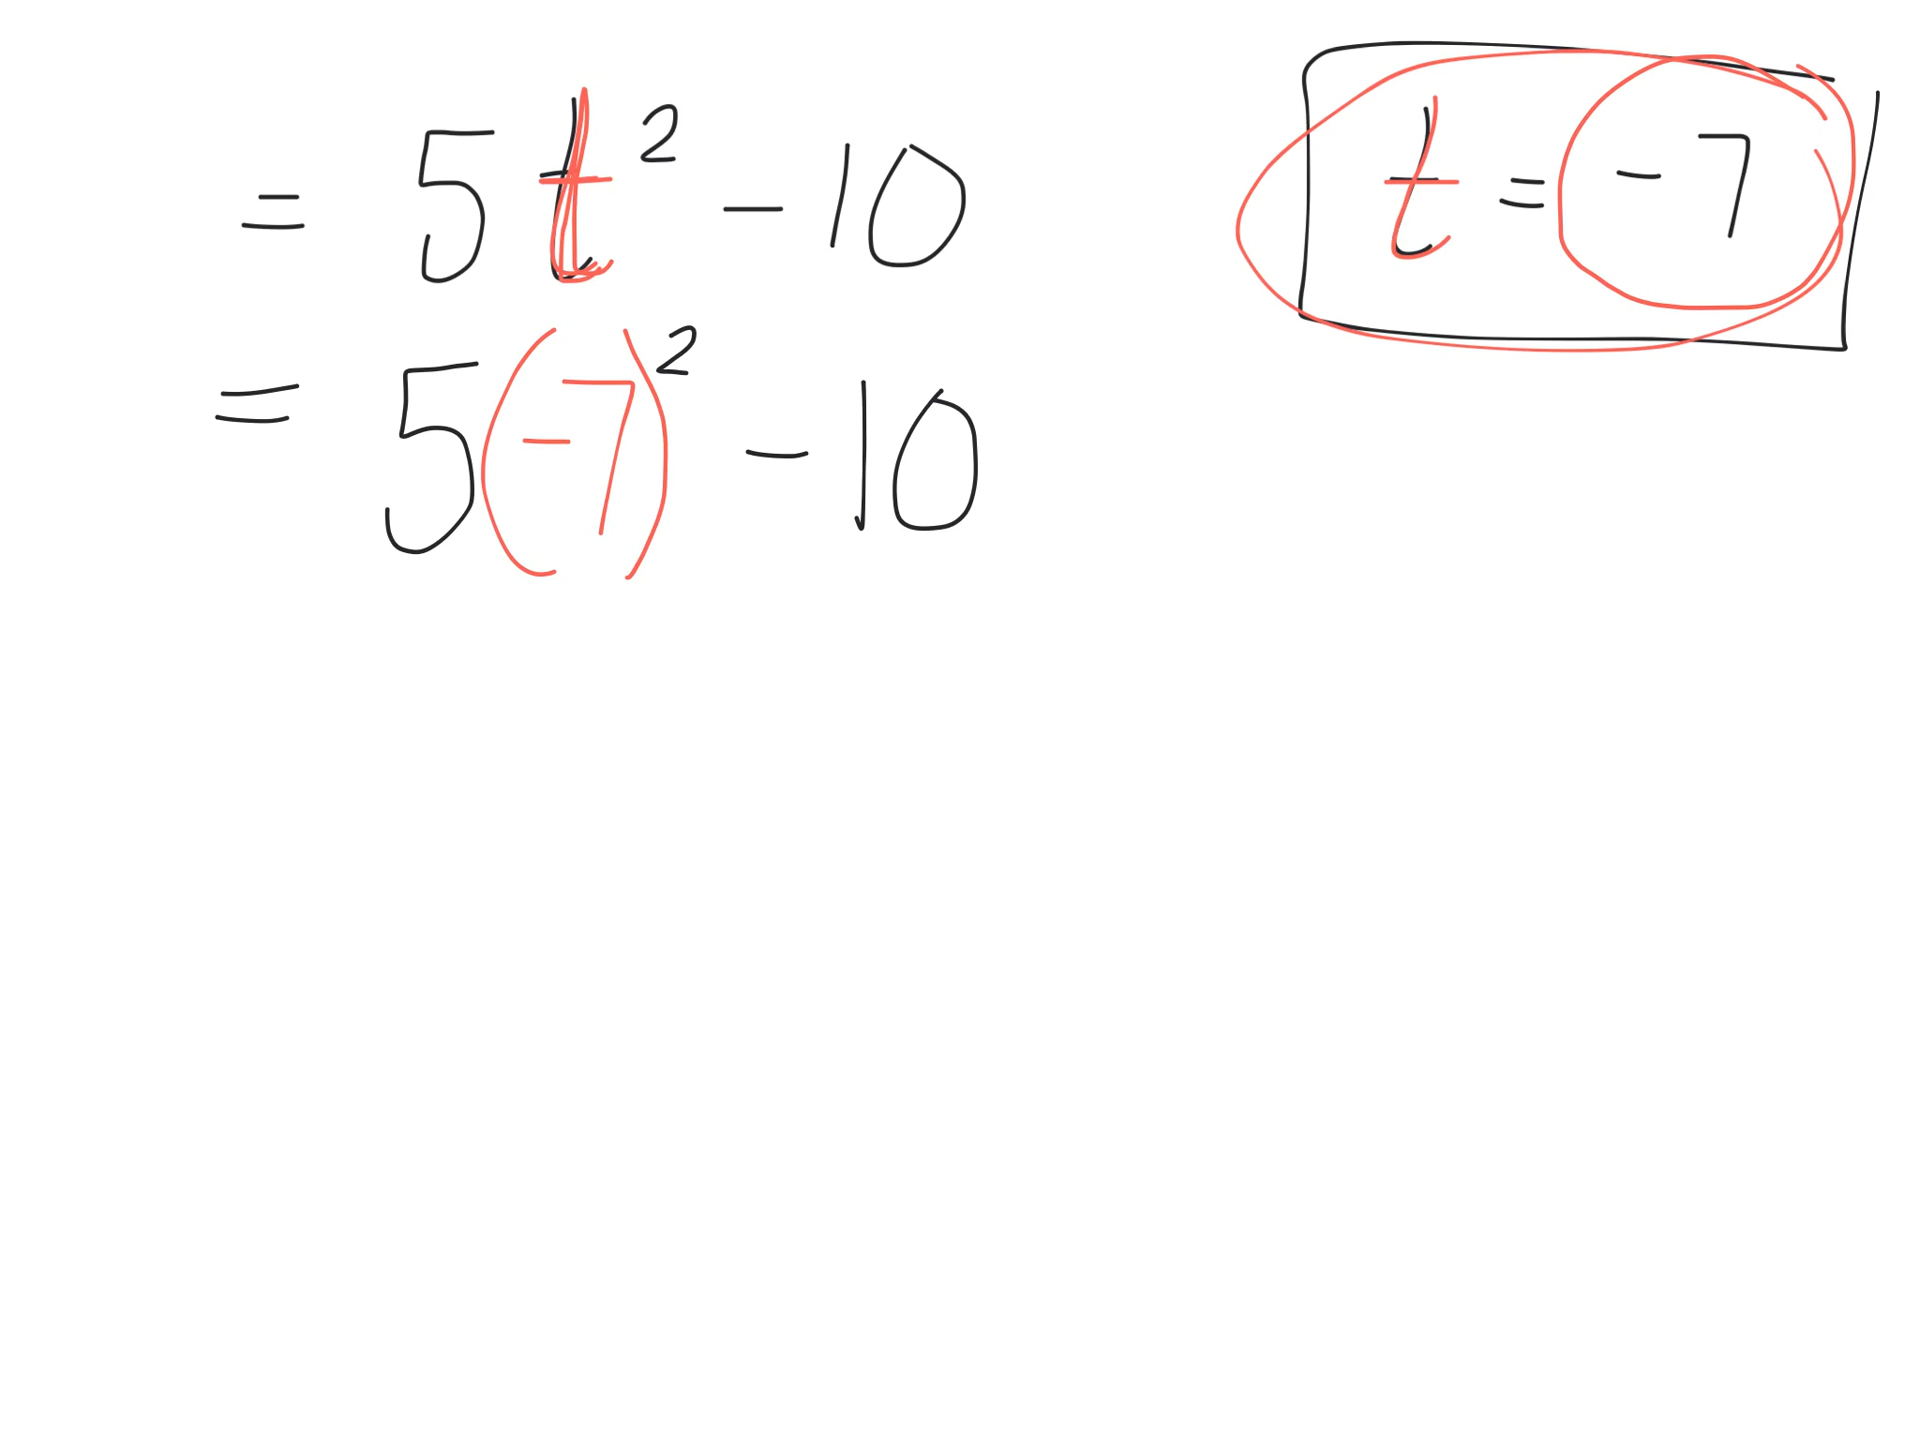 = 5t² - 10
t = -7
= 5(-7)² - 10